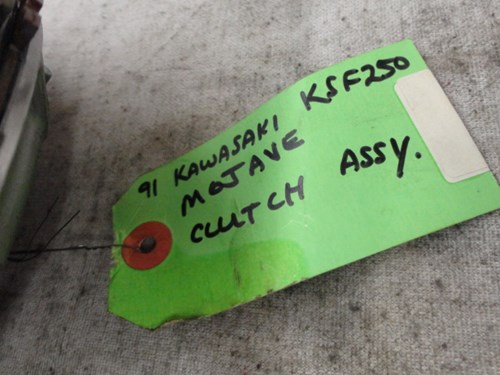 91 KAWASAKI KSF250
MOJAVE
CLUTCH ASSY.